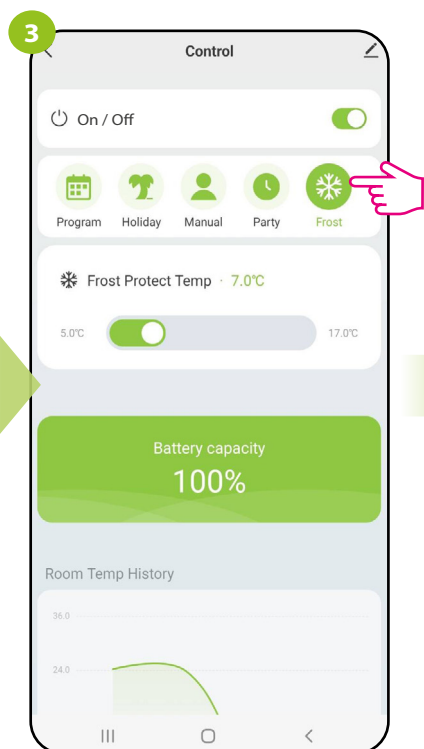 3
Control
On / Off
Program Holiday Manual Party Frost
Frost Protect Temp · 7.0°C
5.0°C 17.0°C
Battery capacity
100%
Room Temp History
36.0
24.0